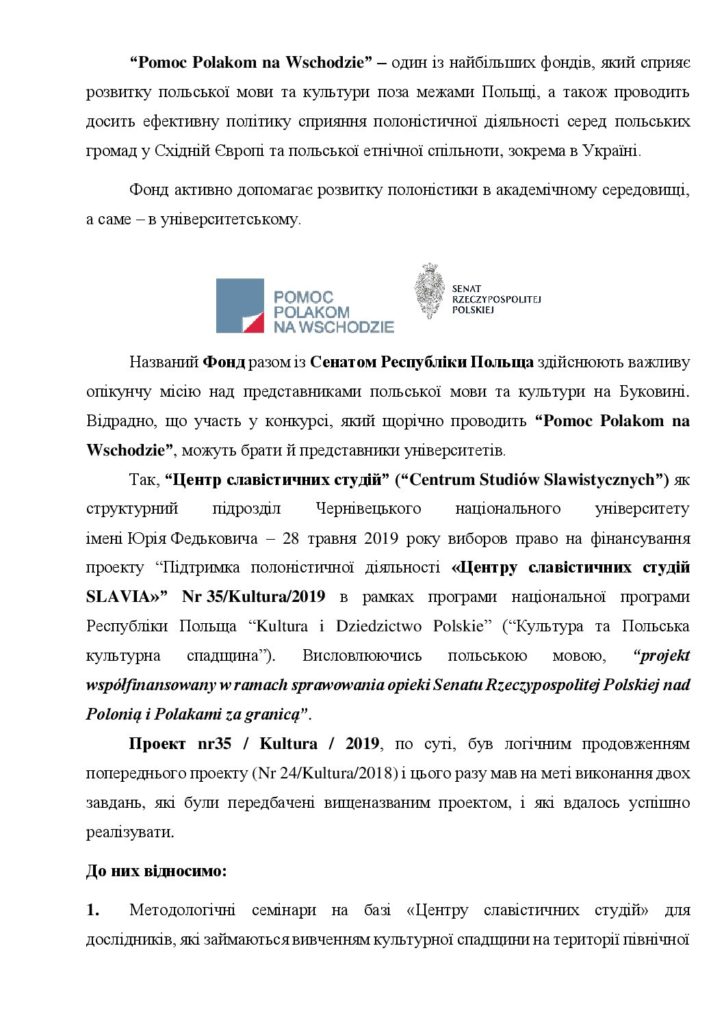 “Pomoc Polakom na Wschodzie” – один із найбільших фондів, який сприяє
розвитку польської мови та культури поза межами Польщі, а також проводить
досить ефективну політику сприяння полоністичної діяльності серед польських
громад у Східній Європі та польської етнічної спільноти, зокрема в Україні.
Фонд активно допомагає розвитку полоністики в академічному середовищі,
а саме – в університетському.
POMOC
POLAKOM
NA WSCHODZIE
SENAT
RZECZYPOSPOLITEJ
POLSKIEJ
Названий Фонд разом із Сенатом Республіки Польща здійснюють важливу
опікунчу місію над представниками польської мови та культури на Буковині.
Відрадно, що участь у конкурсі, який щорічно проводить “Pomoc Polakom na
Wschodzie”, можуть брати й представники університетів.
Так, “Центр славістичних студій” (“Centrum Studiów Slawistycznych”) як
структурний підрозділ Чернівецького національного університету
імені Юрія Федьковича – 28 травня 2019 року виборов право на фінансування
проекту “Підтримка полоністичної діяльності «Центру славістичних студій
SLAVIA»” Nr 35/Kultura/2019 в рамках програми національної програми
Республіки Польща “Kultura i Dziedzictwo Polskie” (“Культура та Польська
культурна спадщина”). Висловлюючись польською мовою, “projekt
współfinansowany w ramach sprawowania opieki Senatu Rzeczypospolitej Polskiej nad
Polonią i Polakami za granicą”.
Проект nr35 / Kultura / 2019, по суті, був логічним продовженням
попереднього проекту (Nr 24/Kultura/2018) і цього разу мав на меті виконання двох
завдань, які були передбачені вищеназваним проектом, і які вдалось успішно
реалізувати.
До них відносимо:
1. Методологічні семінари на базі «Центру славістичних студій» для
дослідників, які займаються вивченням культурної спадщини на території північної